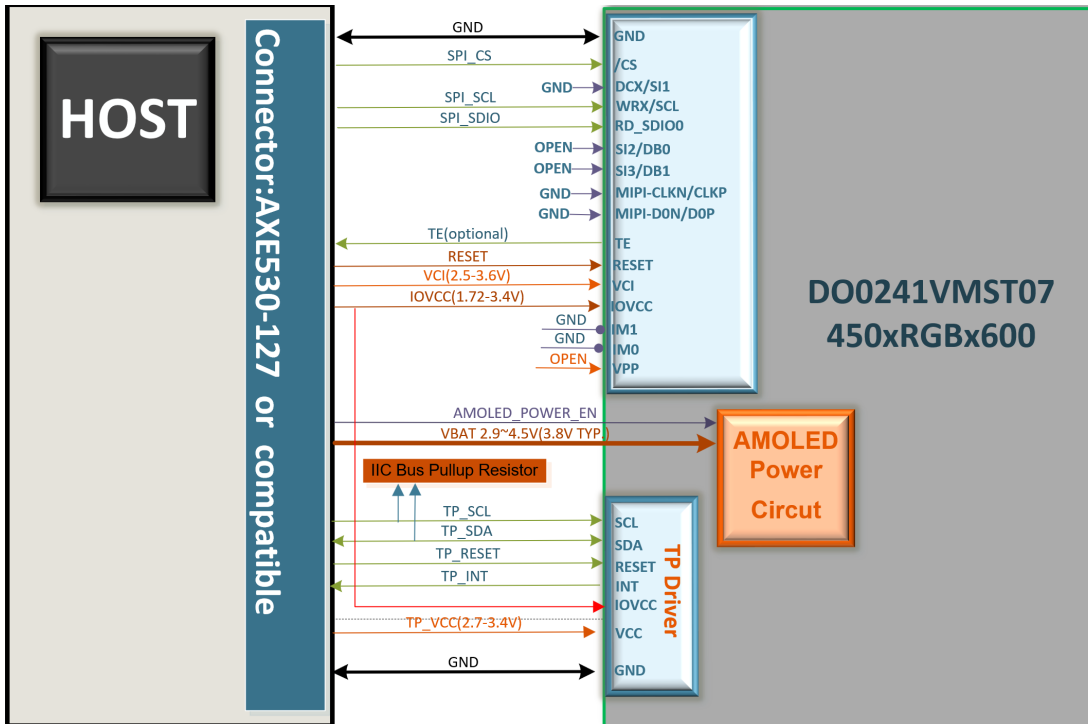 HOST
Connector:AXE530-127 or compatible
GND
SPI_CS
GND
SPI_SCL
SPI_SDIO
OPEN
OPEN
GND
GND
TE(optional)
RESET
VCI(2.5-3.6V)
IOVCC(1.72-3.4V)
GND
GND
OPEN
GND
/CS
DCX/SI1
WRX/SCL
RD_SDIO0
SI2/DB0
SI3/DB1
MIPI-CLKN/CLKP
MIPI-D0N/D0P
TE
RESET
VCI
IOVCC
IM1
IM0
VPP
DO0241VMST07
450xRGBx600
AMOLED_POWER_EN
VBAT 2.9~4.5V(3.8V TYP.)
AMOLED
Power
Circut
IIC Bus Pullup Resistor
TP_SCL
TP_SDA
TP_RESET
TP_INT
TP_VCC(2.7-3.4V)
GND
SCL
SDA
RESET
INT
IOVCC
VCC
GND
TP Driver